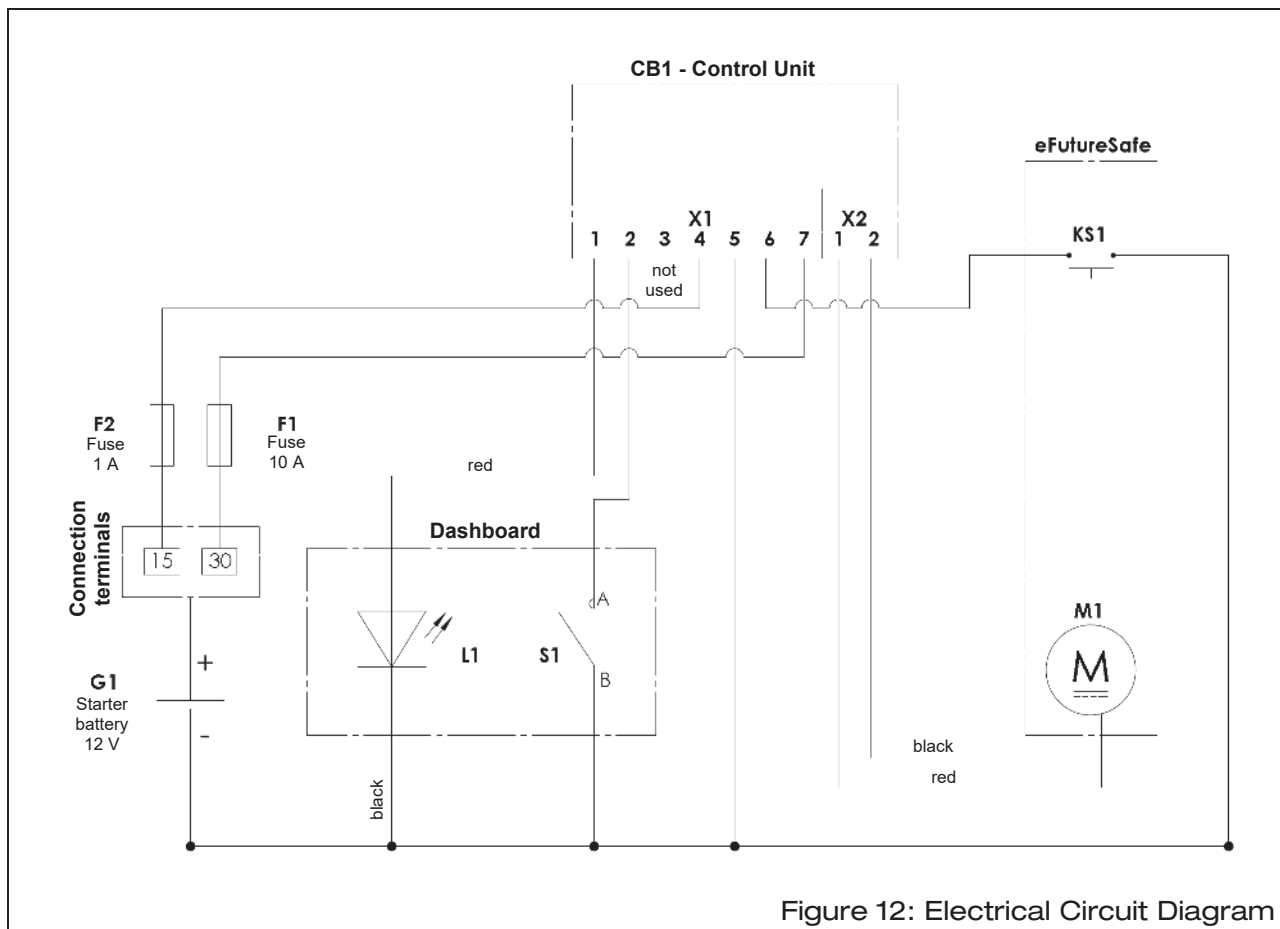 CB1 - Control Unit
eFutureSafe
X1
X2
1 2 3 4 5 6 7 1 2
KS1
not
used
F2
Fuse
1 A
F1
Fuse
10 A
red
Connection
terminals
15 30
Dashboard
A
L1
S1
B
M1
M
+
G1
Starter
battery
12 V
-
black
black
red
Figure 12: Electrical Circuit Diagram